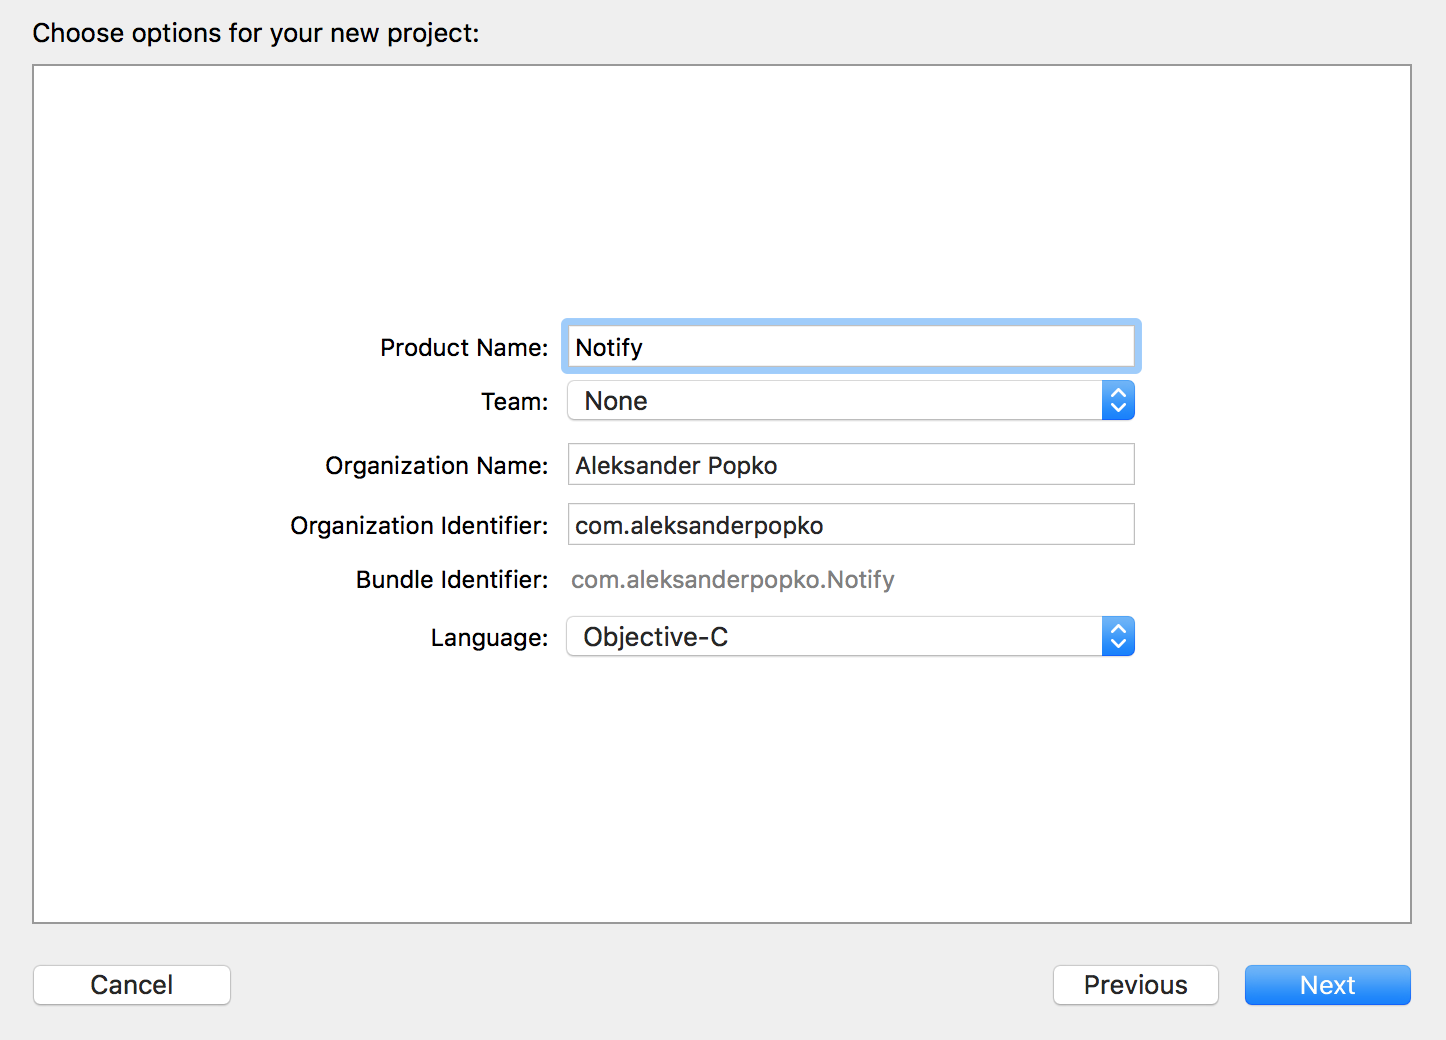 Choose options for your new project:
Product Name: Notify
Team: None
Organization Name: Aleksander Popko
Organization Identifier: com.aleksanderpopko
Bundle Identifier: com.aleksanderpopko.Notify
Language: Objective-C
Cancel Previous Next